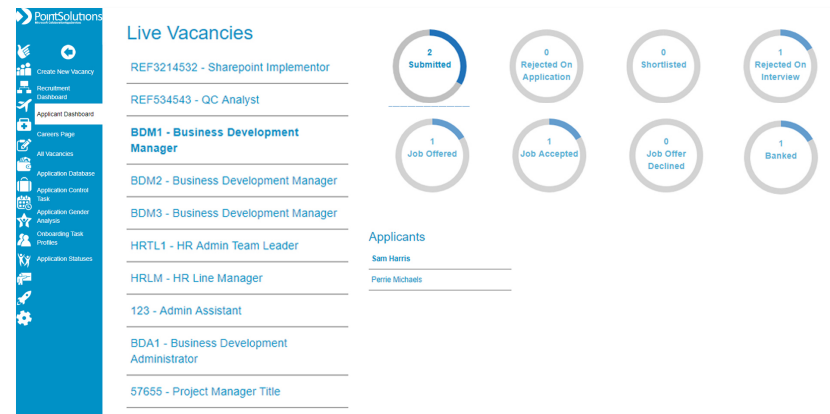 PointSolutions
Create New Vacancy
Recruitment
Dashboard
Applicant Dashboard
Careers Page
All Vacancies
Application Database
Application Control
Task
Application Gender
Analysis
Onboarding Task
Profiles
Application Statuses
Live Vacancies
REF3214532 - Sharepoint Implementor
REF534543 - QC Analyst
BDM1 - Business Development
Manager
BDM2 - Business Development Manager
BDM3 - Business Development Manager
HRTL1 - HR Admin Team Leader
HRLM - HR Line Manager
123 - Admin Assistant
BDA1 - Business Development
Administrator
57655 - Project Manager Title
2
Submitted
0
Rejected On
Application
0
Shortlisted
1
Rejected On
Interview
1
Job Offered
1
Job Accepted
0
Job Offer
Declined
1
Banked
Applicants
Sam Harris
Perrie Michaels